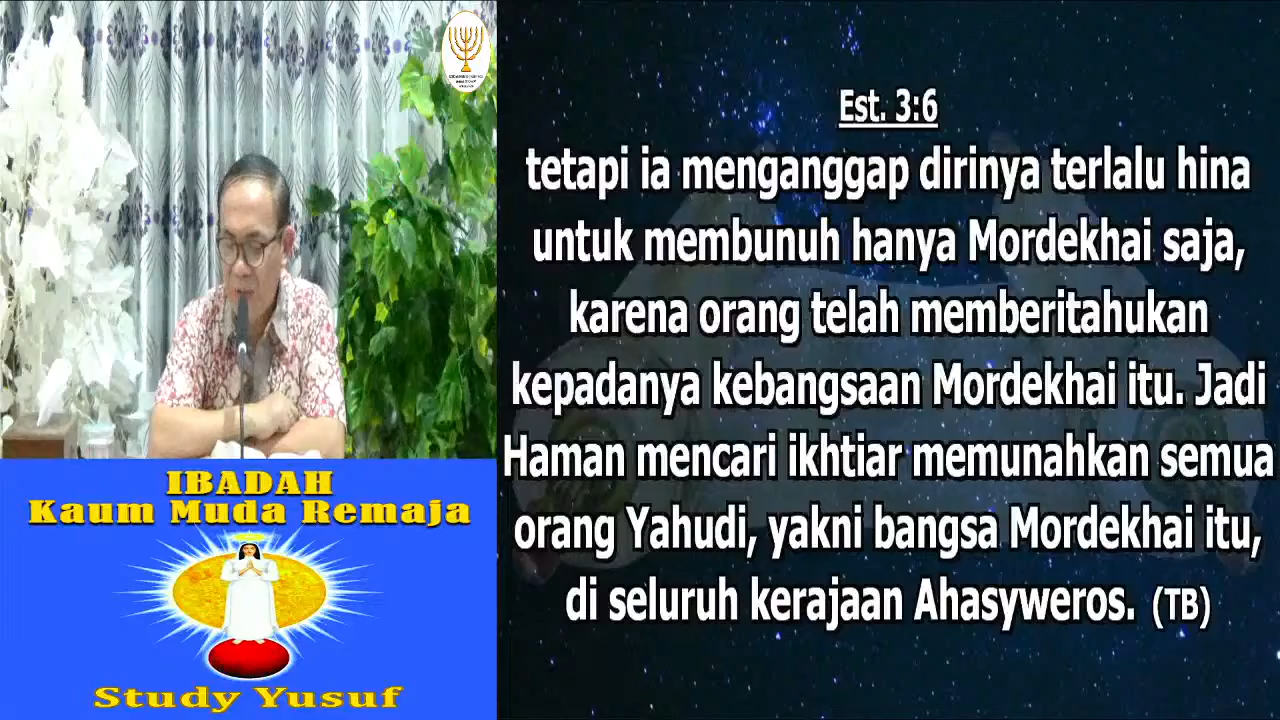 Est. 3:6
tetapi ia menganggap dirinya terlalu hina
untuk membunuh hanya Mordekhai saja,
karena orang telah memberitahukan
kepadanya kebangsaan Mordekhai itu. Jadi
Haman mencari ikhtiar memunahkan semua
orang Yahudi, yakni bangsa Mordekhai itu,
di seluruh kerajaan Ahasyweros. (TB)
IBADAH
Kaum Muda Remaja
Study Yusuf